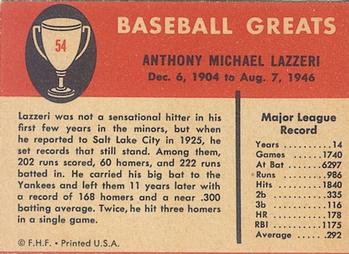 54
BASEBALL GREATS
ANTHONY MICHAEL LAZZERI
Dec. 6, 1904 to Aug. 7, 1946
Lazzeri was not a sensational hitter in his
first few years in the minors, but when
he reported to Salt Lake City in 1925, he
set records that still stand. Among them,
202 runs scored, 60 homers, and 222 runs
batted in. He carried his big bat to the
Yankees and left them 11 years later with
a record of 168 homers and a near .300
batting average. Twice, he hit three homers
in a single game.
© F.H.F. • Printed U.S.A.
Major League
Record
Years 14
Games 1740
At Bat 6297
Runs 986
Hits 1840
2b 335
3b 116
HR 178
RBI 1175
Average .292